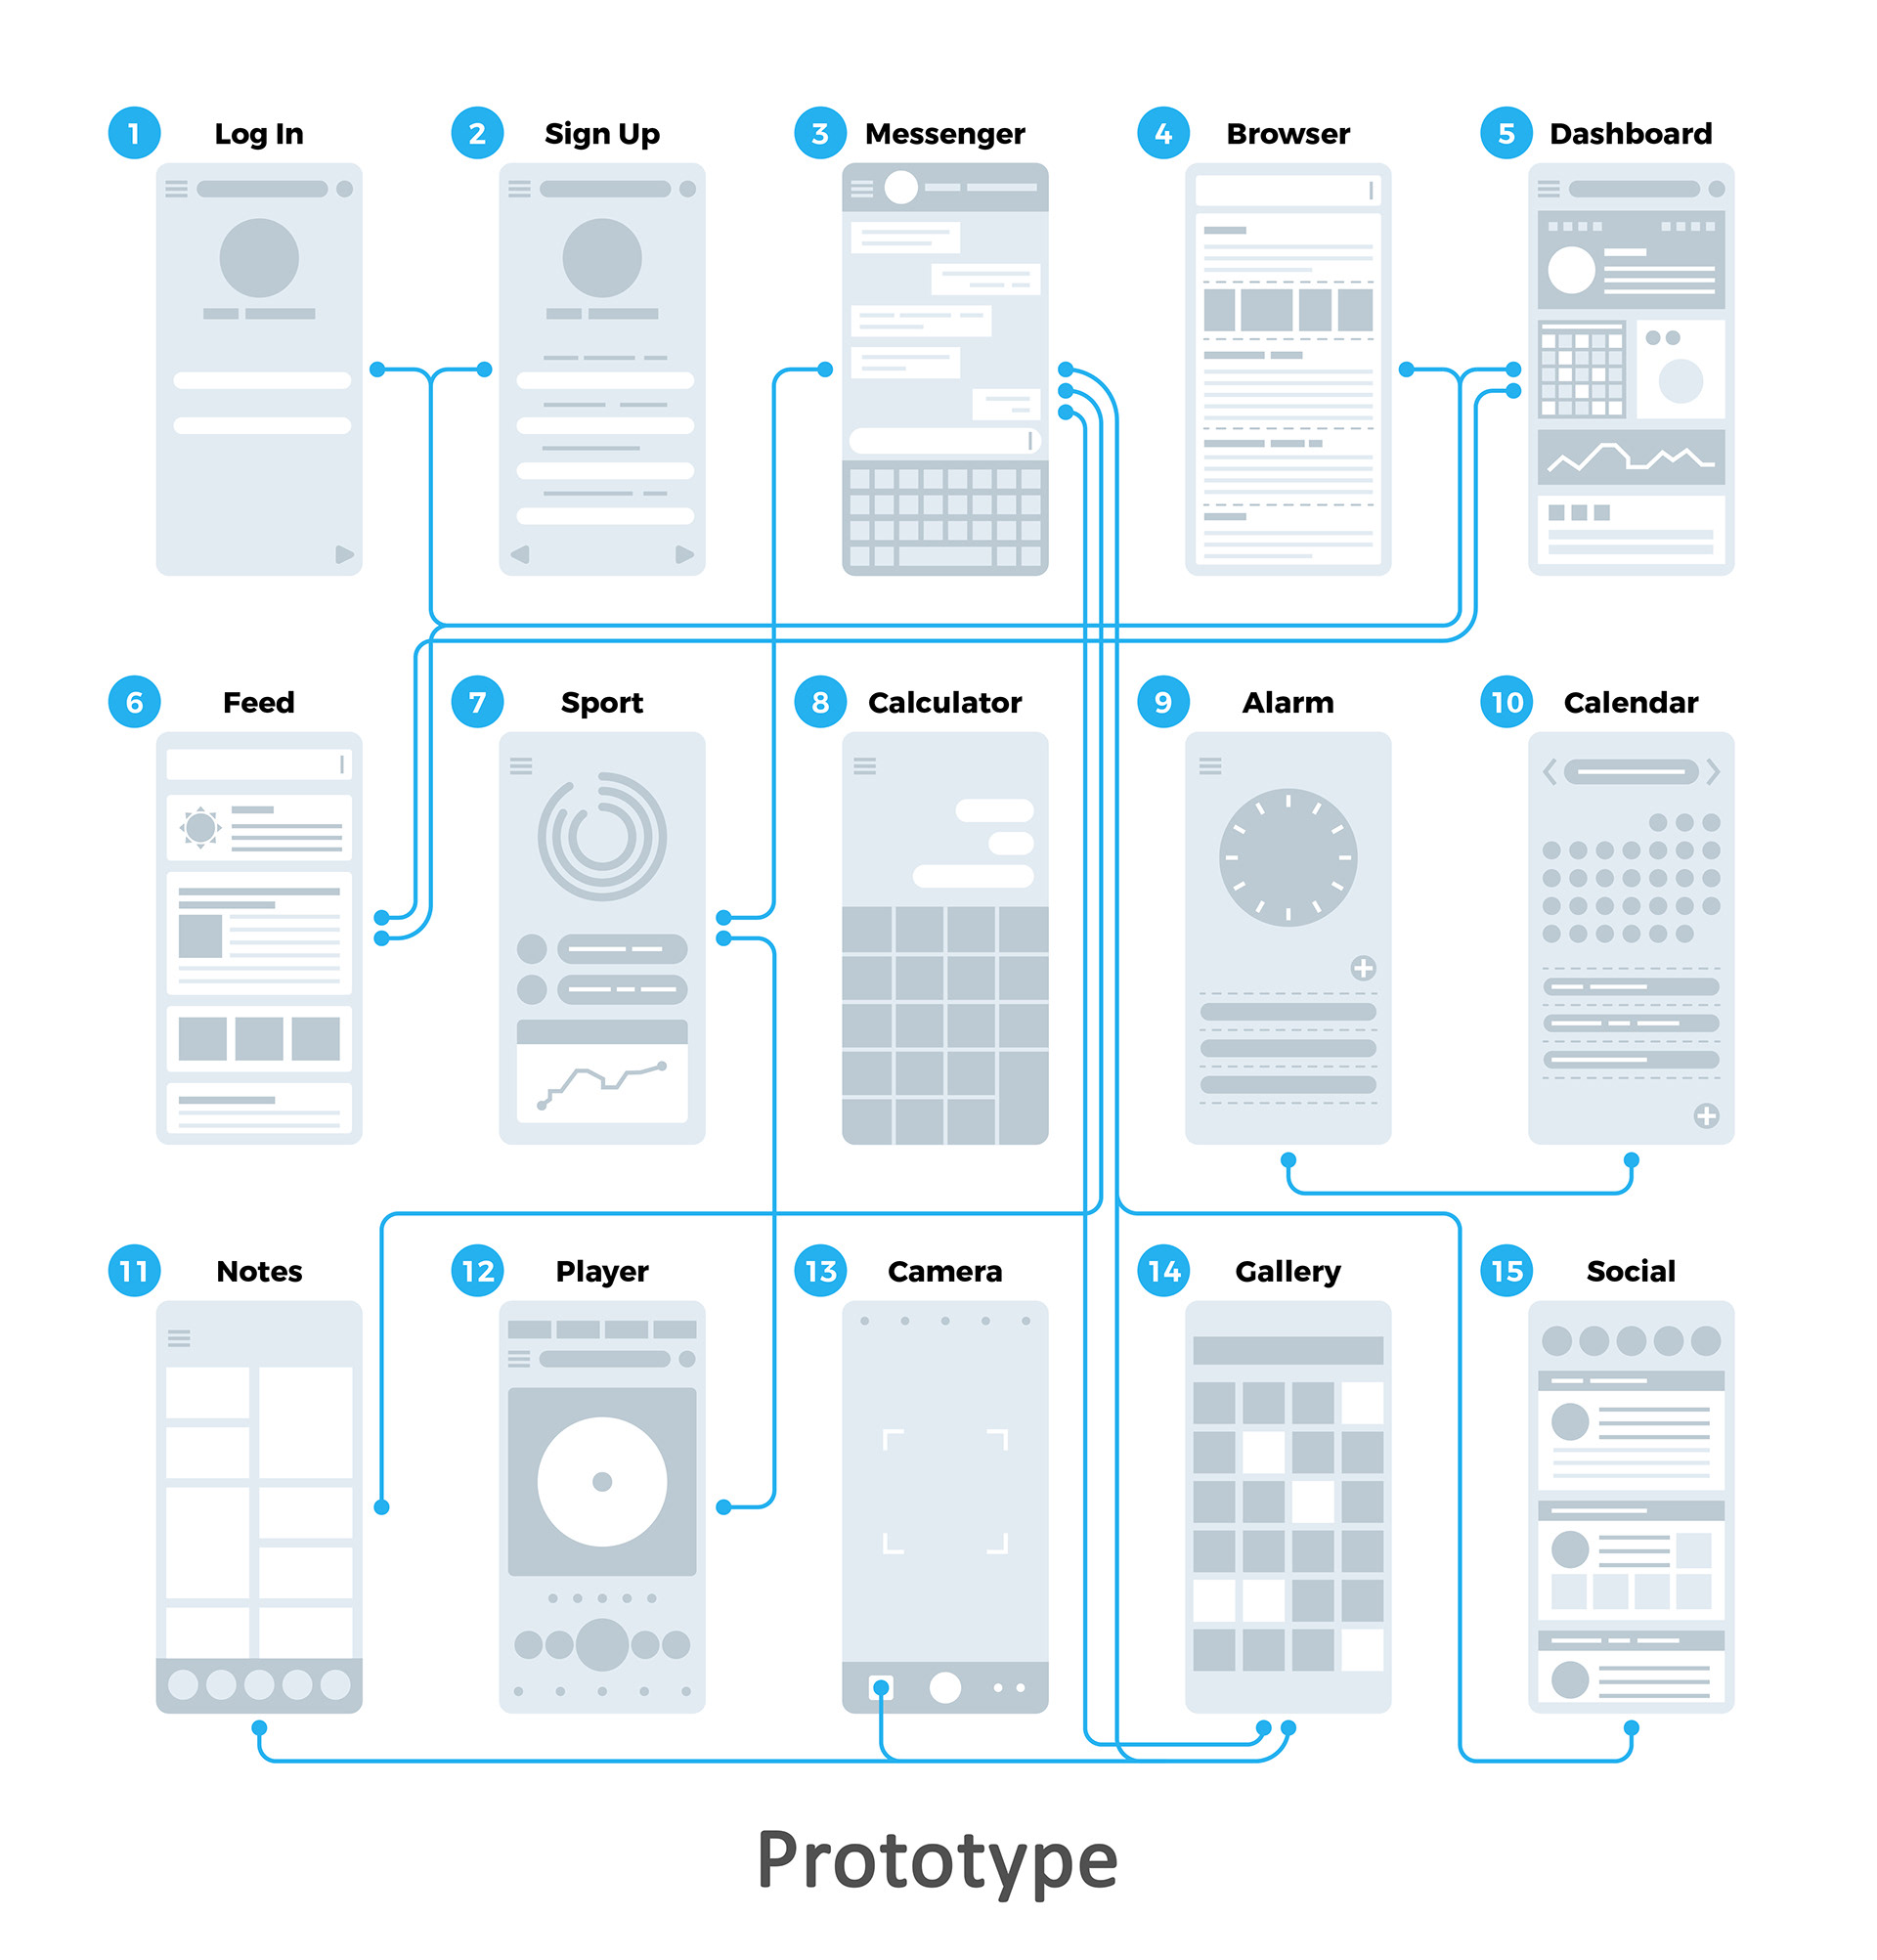 1 Log In
2 Sign Up
3 Messenger
4 Browser
5 Dashboard
6 Feed
7 Sport
8 Calculator
9 Alarm
10 Calendar
11 Notes
12 Player
13 Camera
14 Gallery
15 Social
Prototype